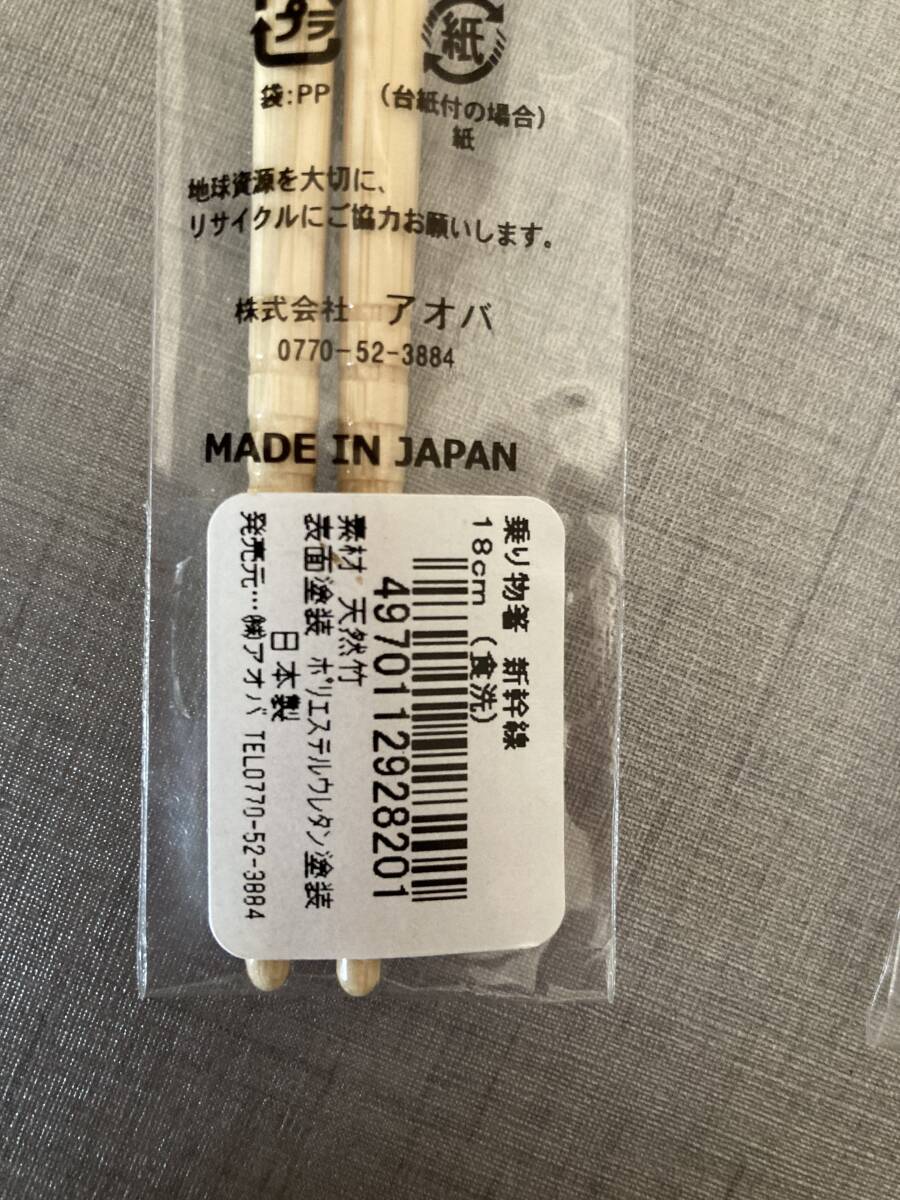 プラ
紙
袋:PP
(台紙付の場合)
紙
地球資源を大切に、
リサイクルにご協力お願いします。
株式会社 アオバ
0770-52-3884
MADE IN JAPAN
乗り物箸 新幹線
18cm (食洗)
4970112928201
素材 天然竹
表面塗装 ポリエステルウレタン塗装
日本製
発売元…㈱アオバ TEL0770-52-3884